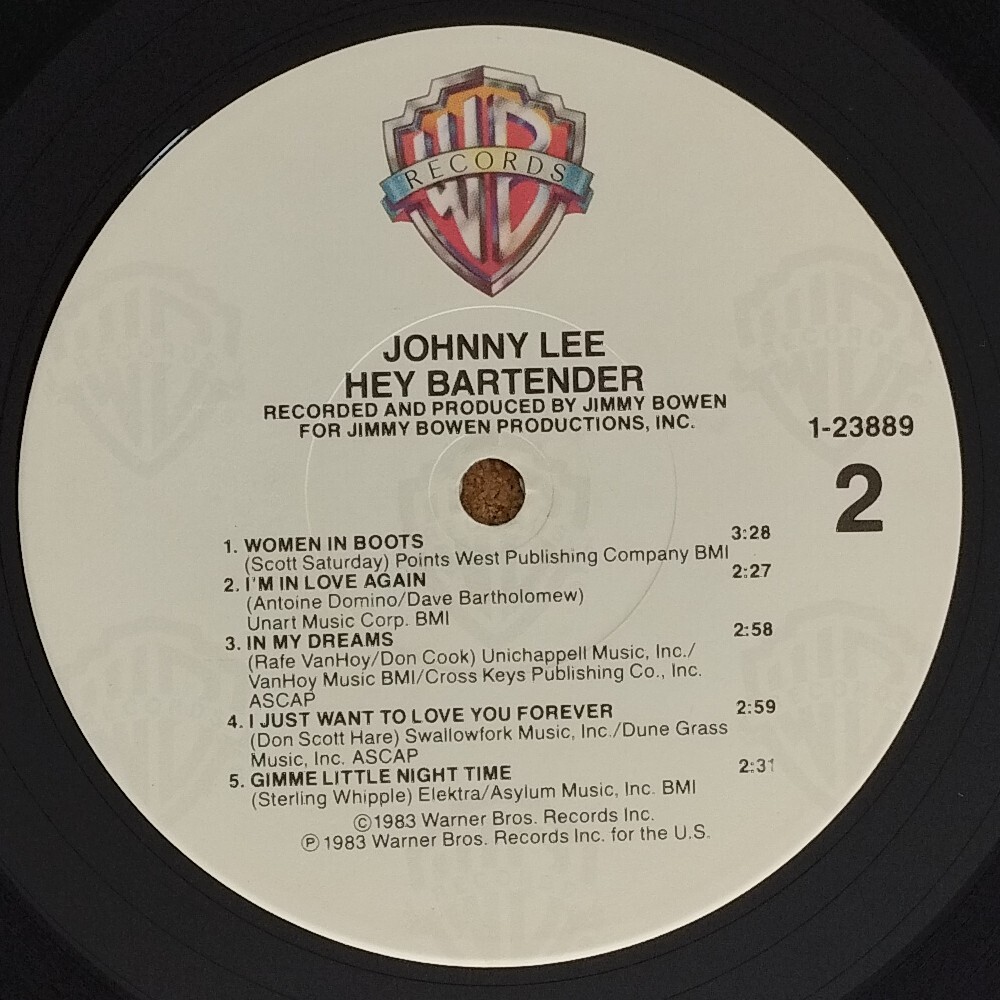 WB
RECORDS
JOHNNY LEE
HEY BARTENDER
RECORDED AND PRODUCED BY JIMMY BOWEN
FOR JIMMY BOWEN PRODUCTIONS, INC.
1-23889
2
1. WOMEN IN BOOTS 3:28
(Scott Saturday) Points West Publishing Company BMI
2. I'M IN LOVE AGAIN 2:27
(Antoine Domino/Dave Bartholomew)
Unart Music Corp. BMI
3. IN MY DREAMS 2:58
(Rafe VanHoy/Don Cook) Unichappell Music, Inc./
VanHoy Music BMI/Cross Keys Publishing Co., Inc.
ASCAP
4. I JUST WANT TO LOVE YOU FOREVER 2:59
(Don Scott Hare) Swallowfork Music, Inc./Dune Grass
Music, Inc. ASCAP
5. GIMME LITTLE NIGHT TIME 2:31
(Sterling Whipple) Elektra/Asylum Music, Inc. BMI
©1983 Warner Bros. Records Inc.
℗1983 Warner Bros. Records Inc. for the U.S.